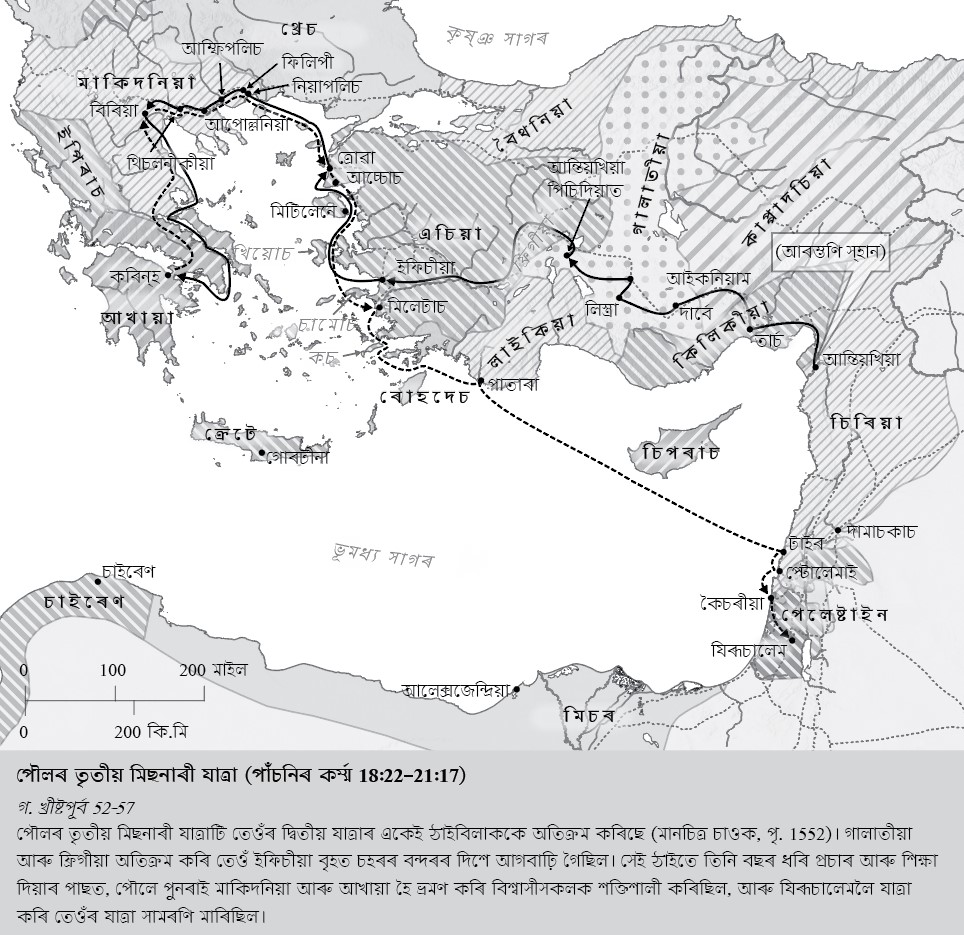 থ্ৰেচ
কৃষ্ঞ সাগৰ
আম্ফিপলিচ
ফিলিপী
মাকিদনিয়া
নিয়াপলিচ
বিৰিয়া
আপোল্লনিয়া
বৈথনিয়া
থিচলনীকীয়া
ত্ৰোৱা
আচ্চোচ
আন্তিয়খিয়া
পিচিদিয়াত
গালাতীয়া
কাপ্পাদচিয়া
মিটিলেনে
এচিয়া
খিয়োচ
(আৰম্ভণি স্হান)
কৰিন্হ
ইফিচীয়া
আইকনিয়াম
আখায়া
মিলেটাচ
লিস্ত্ৰা
দাৰ্বে
চামোচ
লাইকিয়া
কিলিকীয়া
তাৰ্চ
কচ
আন্তিয়খিয়া
পাতাৰা
ৰোহদেচ
চিৰিয়া
ক্ৰেটে
চিপৰাচ
গোৰটীনা
ভূমধ্য সাগৰ
দামাচকাচ
টাইৰ
চাইৰেণ
প্টোলেমাই
চাইৰেণ
কৈচৰীয়া
পেলেষ্টাইন
যিৰূচালেম
0 100 200 মাইল
আলেক্সজেন্দ্ৰিয়া
মিচৰ
0 200 কি.মি
পৌলৰ তৃতীয় মিছনাৰী যাত্ৰা (পাঁচনিৰ কৰ্ম্ম 18:22–21:17)
গ. খ্ৰীষ্টপূৰ্ব 52-57
পৌলৰ তৃতীয় মিছনাৰী যাত্ৰাটি তেওঁৰ দ্বিতীয় যাত্ৰাৰ একেই ঠাইবিলাককে অতিক্ৰম কৰিছে (মানচিত্ৰ চাওক, পৃ. 1552)। গালাতীয়া
আৰু ফ্ৰিগীয়া অতিক্ৰম কৰি তেওঁ ইফিচীয়া বৃহত চহৰৰ বন্দৰৰ দিশে আগবাঢ়ি গৈছিল। সেই ঠাইতে তিনি বছৰ ধৰি প্ৰচাৰ আৰু শিক্ষা
দিয়াৰ পাছত, পৌলে পুনৰাই মাকিদনিয়া আৰু আখায়া হৈ ভ্ৰমণ কৰি বিশ্বাসীসকলক শক্তিশালী কৰিছিল, আৰু যিৰূচালেমলৈ যাত্ৰা
কৰি তেওঁৰ যাত্ৰা সামৰণি মাৰিছিল।